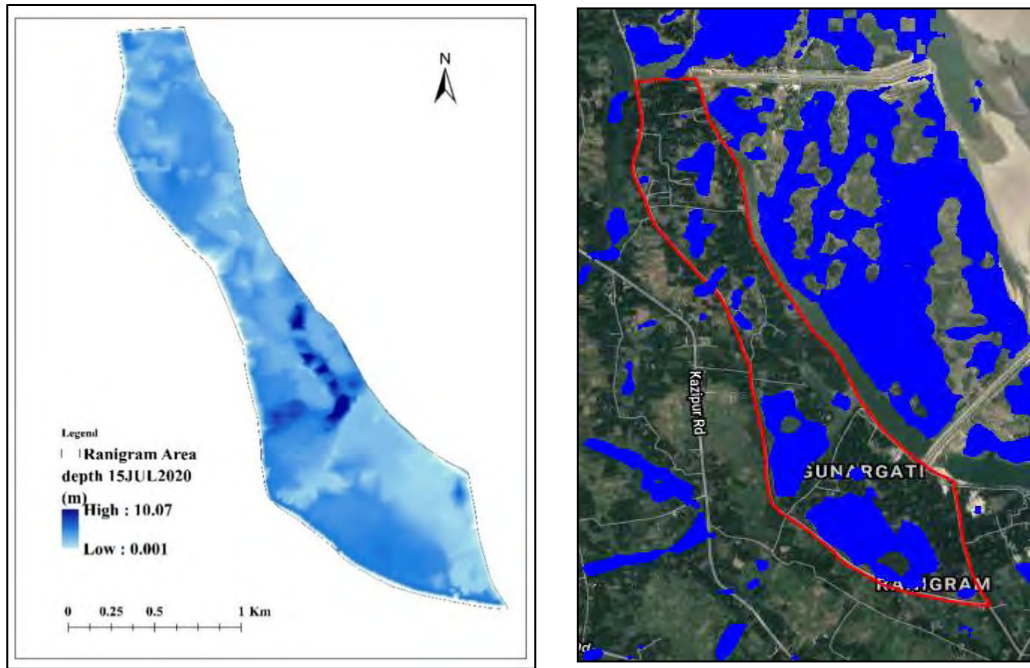 N
Legend
Ranigram Area
depth 15JUL2020
(m)
High : 10.07
Low : 0.001
0 0.25 0.5 1 Km
Kazipur Rd
GUNARGATI
RANIGRAM
Rd